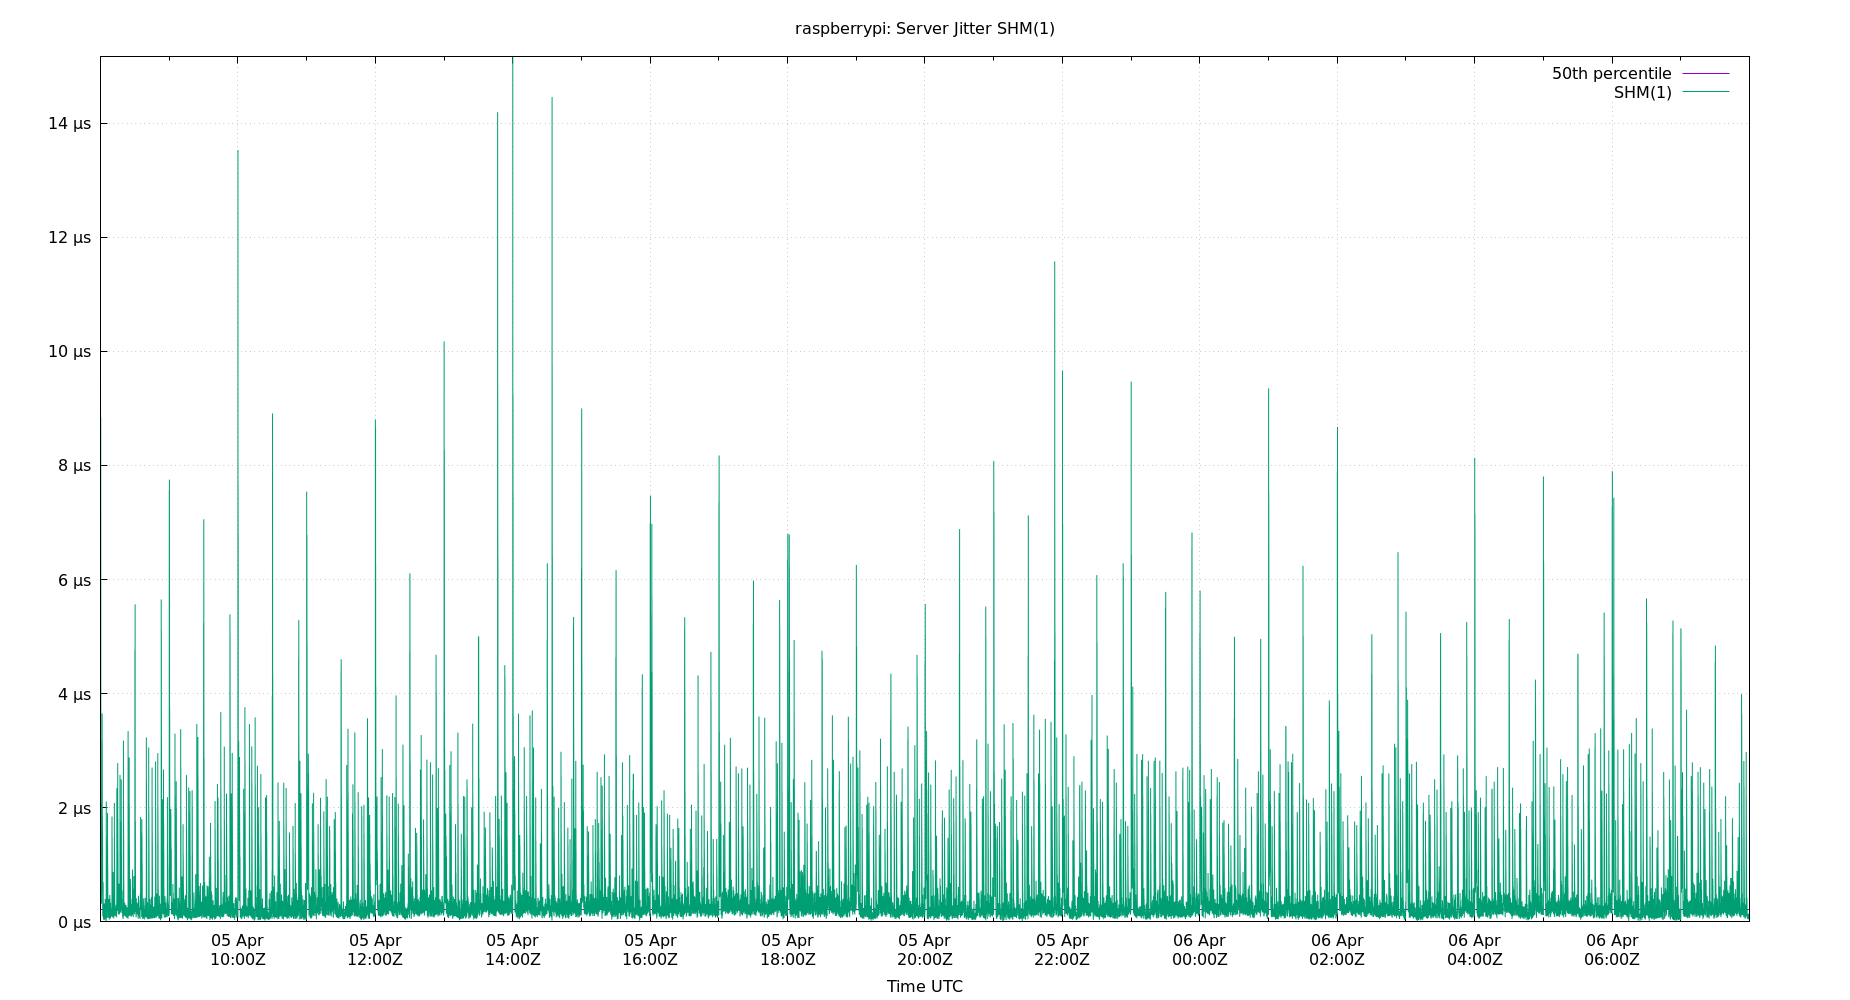 raspberrypi: Server Jitter SHM(1)
50th percentile
SHM(1)
14 µs
12 µs
10 µs
8 µs
6 µs
4 µs
2 µs
0 µs
05 Apr 05 Apr 05 Apr 05 Apr 05 Apr 05 Apr 05 Apr 06 Apr 06 Apr 06 Apr 06 Apr
10:00Z 12:00Z 14:00Z 16:00Z 18:00Z 20:00Z 22:00Z 00:00Z 02:00Z 04:00Z 06:00Z
Time UTC